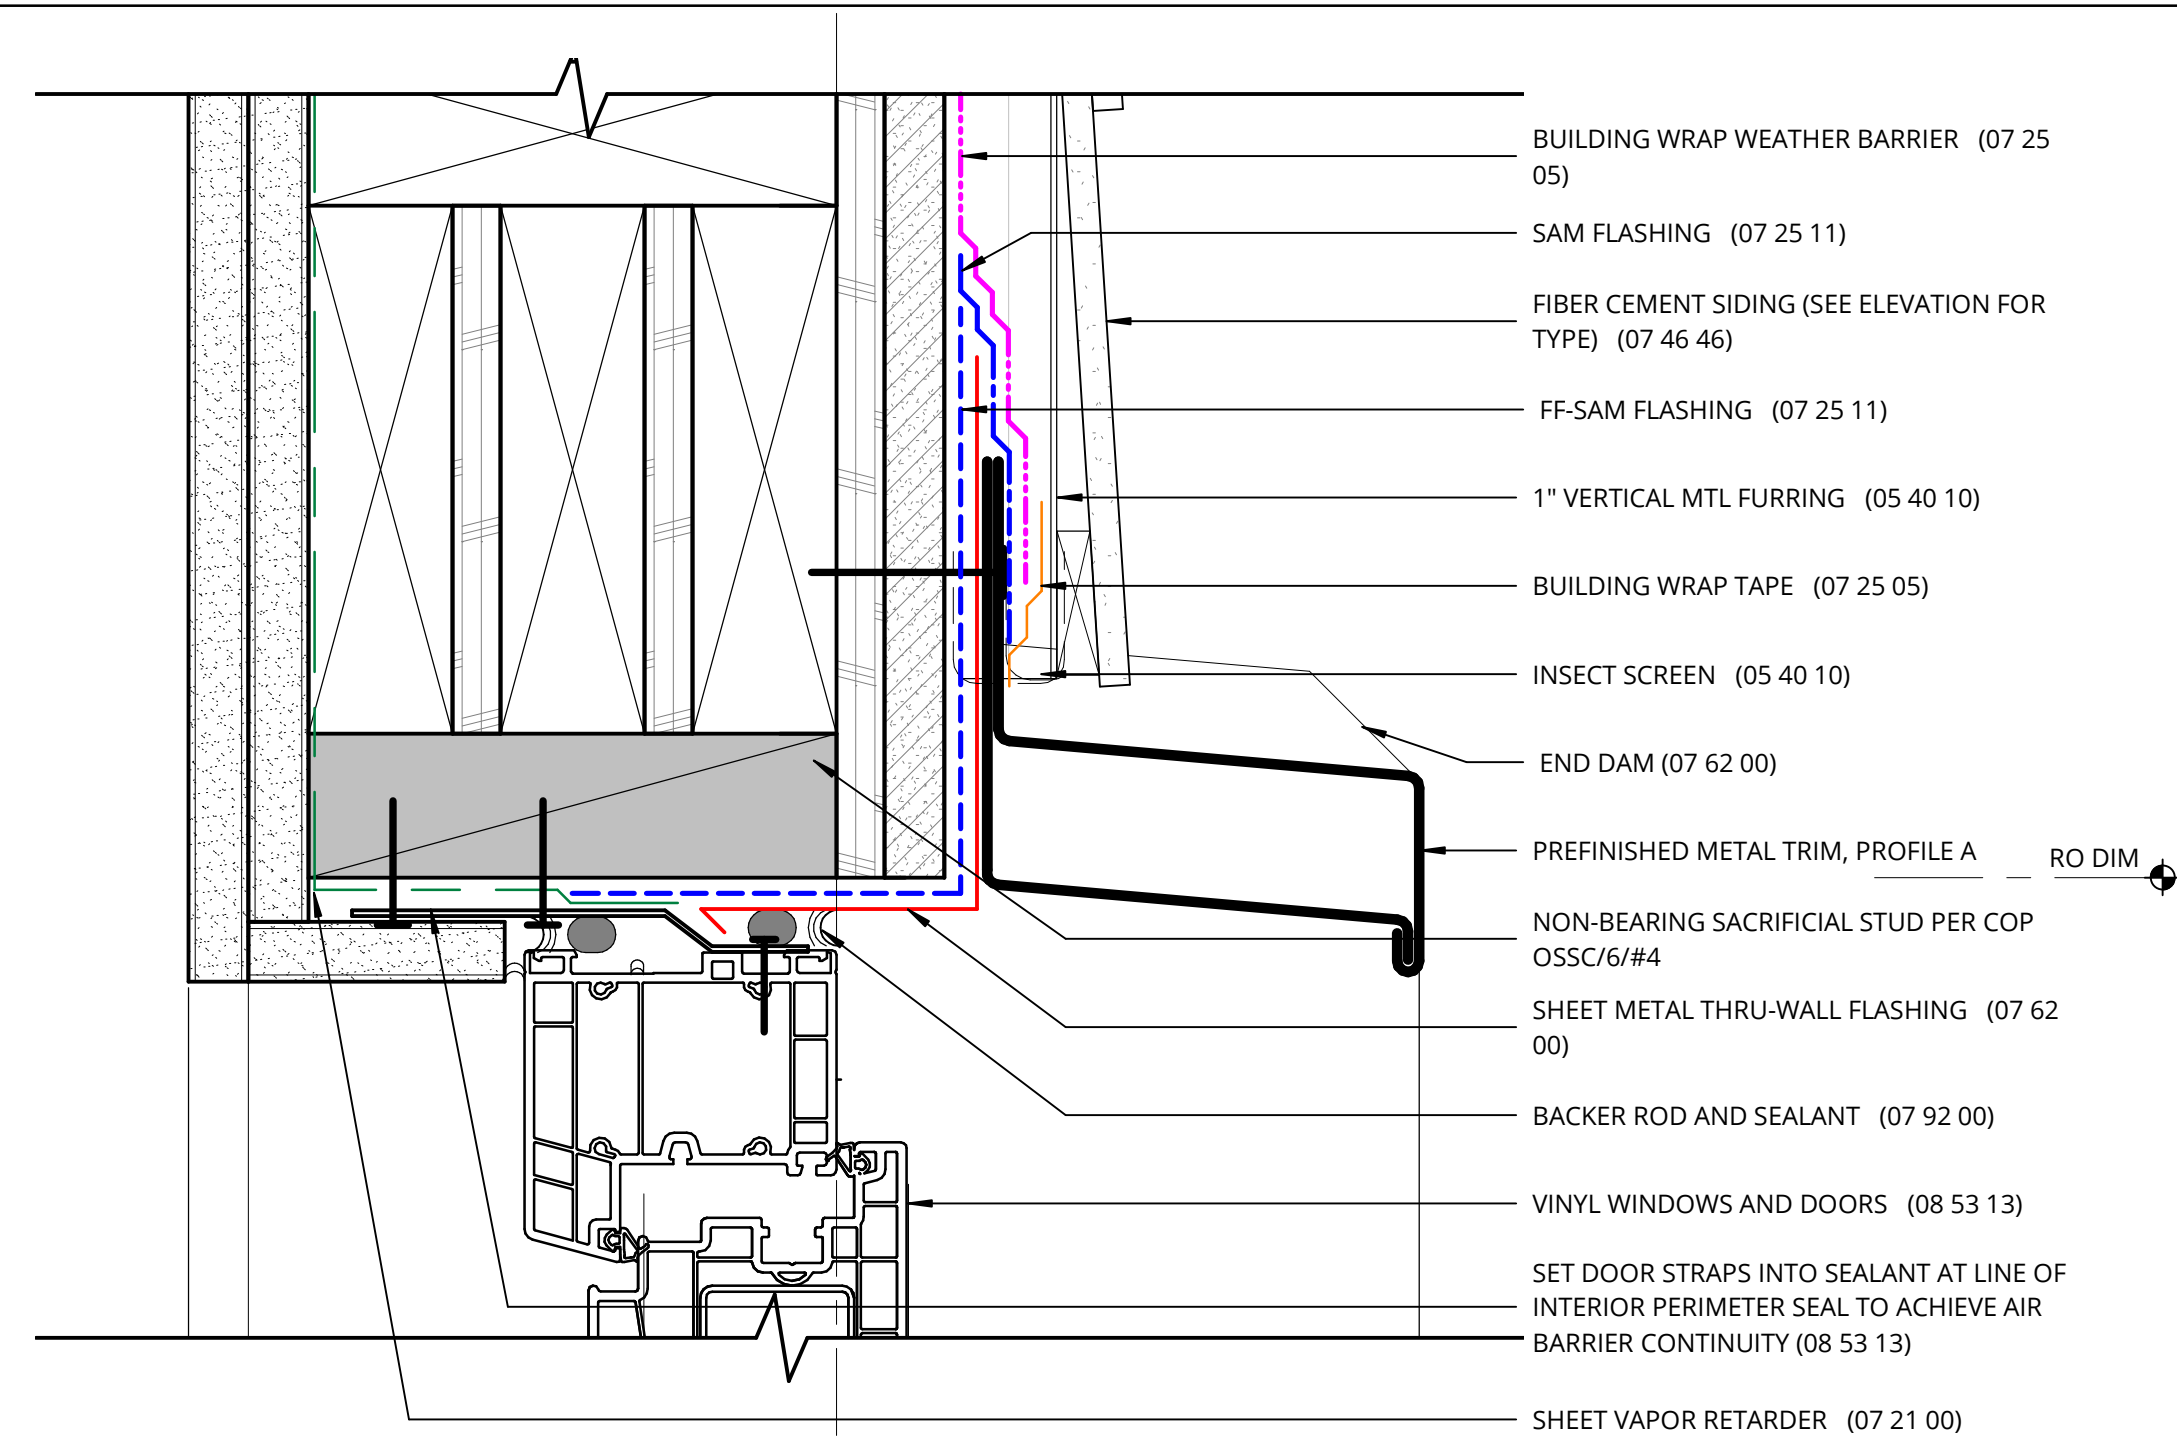 BUILDING WRAP WEATHER BARRIER (07 25
05)
SAM FLASHING (07 25 11)
FIBER CEMENT SIDING (SEE ELEVATION FOR
TYPE) (07 46 46)
FF-SAM FLASHING (07 25 11)
1" VERTICAL MTL FURRING (05 40 10)
BUILDING WRAP TAPE (07 25 05)
INSECT SCREEN (05 40 10)
END DAM (07 62 00)
PREFINISHED METAL TRIM, PROFILE A
RO DIM
NON-BEARING SACRIFICIAL STUD PER COP
OSSC/6/#4
SHEET METAL THRU-WALL FLASHING (07 62
00)
BACKER ROD AND SEALANT (07 92 00)
VINYL WINDOWS AND DOORS (08 53 13)
SET DOOR STRAPS INTO SEALANT AT LINE OF
INTERIOR PERIMETER SEAL TO ACHIEVE AIR
BARRIER CONTINUITY (08 53 13)
SHEET VAPOR RETARDER (07 21 00)